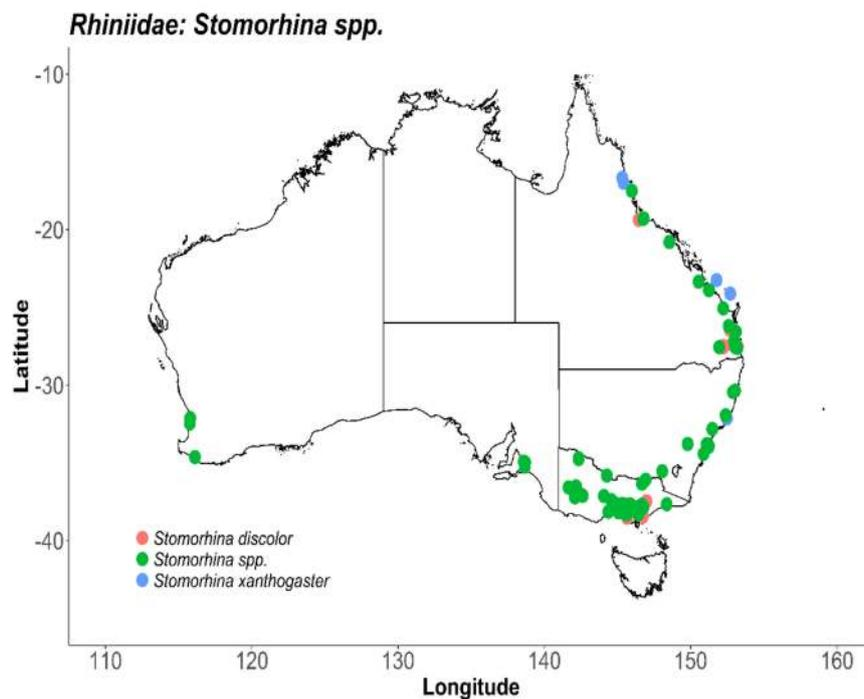 Rhiniidae: Stomorhina spp.
-10
-20
-30
-40
Latitude
Stomorhina discolor
Stomorhina spp.
Stomorhina xanthogaster
110 120 130 140 150 160
Longitude